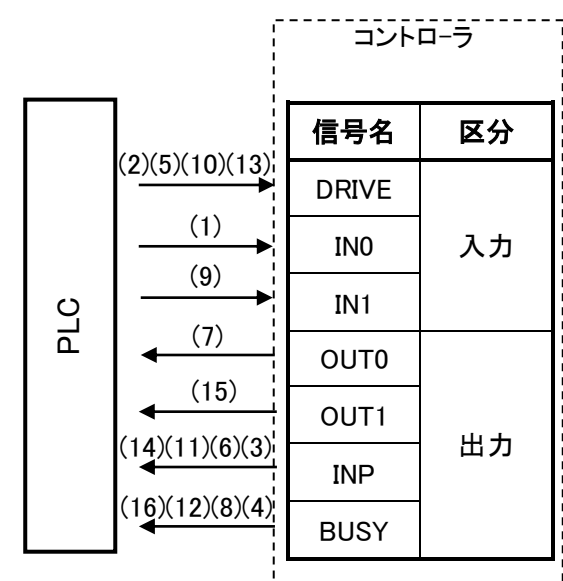 コントローラ
信号名 区分
(2)(5)(10)(13)
DRIVE
(1)
IN0
入力
(9)
IN1
PLC
(7)
OUT0
(15)
OUT1
出力
(14)(11)(6)(3)
INP
(16)(12)(8)(4)
BUSY